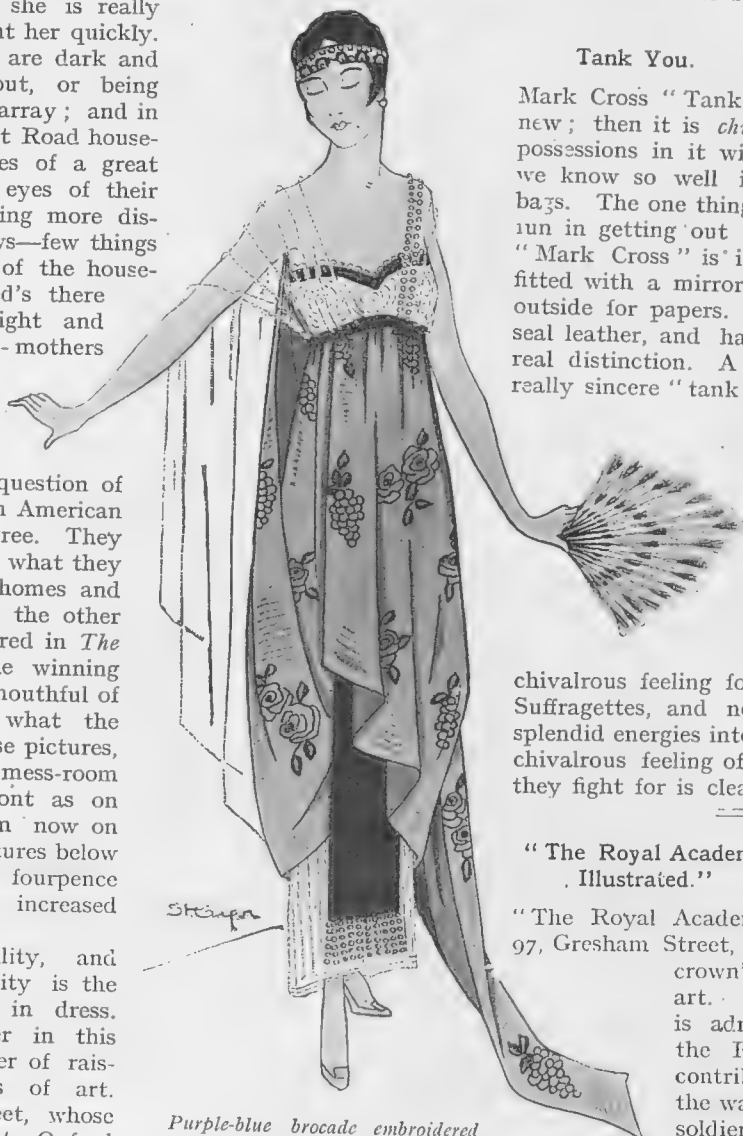 she is really
nt her quickly.
are dark and
out, or being
array; and in
t Road house-
es of a great
eyes of their
ing more dis-
ys—few things
of the house-
d's there
ight and
- mothers
question of
n American
ree. They
what they
homes and
the other
red in The
e winning
nouthful of
what the
se pictures,
mess-room
ont as on
n now on
tures below
fourpence
increased
lity, and
ity is the
in dress.
er in this
er of rais-
s of art.
eet, whose
Oxford
Purple-blue brocade embroidered
Tank You.
Mark Cross "Tank
new; then it is chi
possessions in it wi
we know so well i
bags. The one thing
run in getting out
"Mark Cross" is i
fitted with a mirror
outside for papers.
seal leather, and ha
real distinction. A
really sincere "tank
chivalrous feeling fo
Suffragettes, and ne
splendid energies into
chivalrous feeling of
they fight for is clea
"The Royal Acader
Illustrated."
"The Royal Acader
97, Gresham Street,
crown'
art.
is adm
the R
contril
the wa
soldier